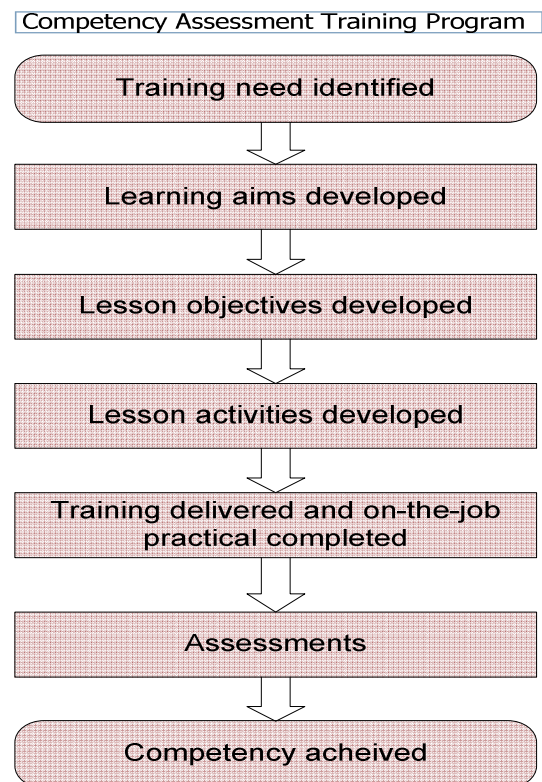 Competency Assessment Training Program
Training need identified
Learning aims developed
Lesson objectives developed
Lesson activities developed
Training delivered and on-the-job
practical completed
Assessments
Competency acheived